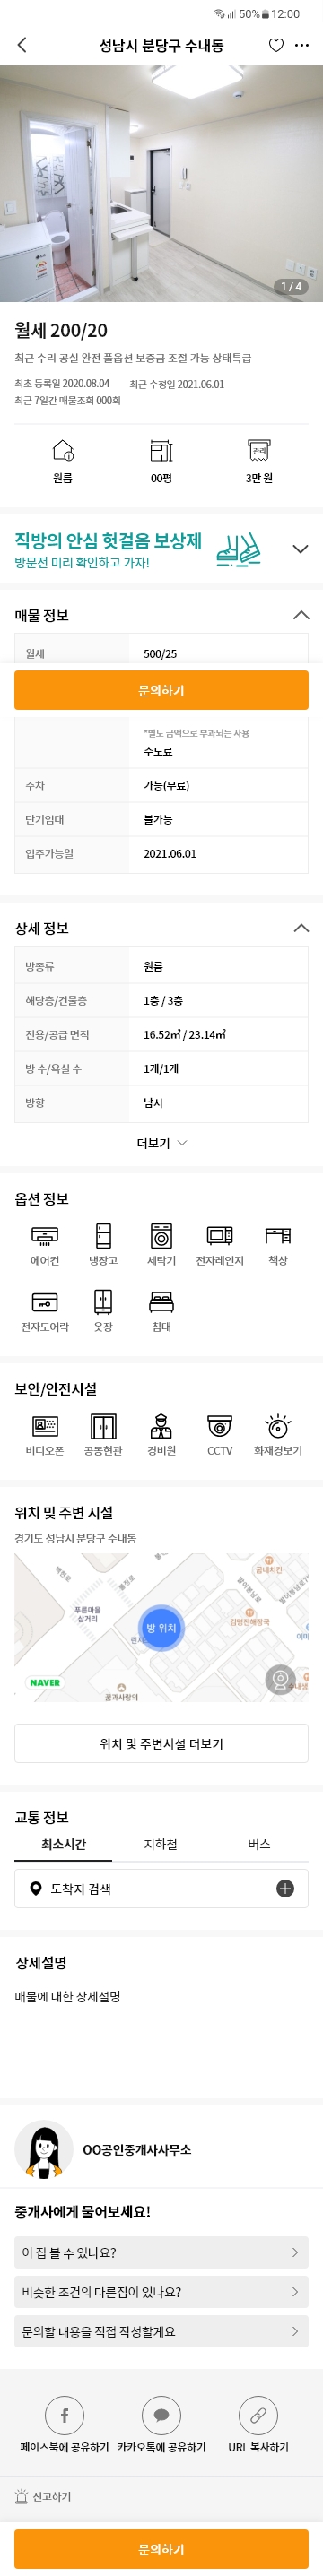 50% 12:00
성남시 분당구 수내동
1 / 4
월세 200/20
최근 수리 공실 완전 풀옵션 보증금 조절 가능 상태특급
최초 등록일 2020.08.04 최근 수정일 2021.06.01
최근 7일간 매물조회 000회
관리
원룸 00평 3만 원
직방의 안심 헛걸음 보상제
방문전 미리 확인하고 가자!
매물 정보
월세 500/25
문의하기
*별도 금액으로 부과되는 사용
수도료
주차 가능(무료)
단기임대 불가능
입주가능일 2021.06.01
상세 정보
방종류 원룸
해당층/건물층 1층 / 3층
전용/공급 면적 16.52㎡ / 23.14㎡
방 수/욕실 수 1개/1개
방향 남서
더보기
옵션 정보
에어컨 냉장고 세탁기 전자레인지 책상
전자도어락 옷장 침대
보안/안전시설
비디오폰 공동현관 경비원 CCTV 화재경보기
위치 및 주변 시설
경기도 성남시 분당구 수내동
굽네치킨
푸른마을
삼거리
김명진해장국
방 위치
NAVER
꿈과사랑의
위치 및 주변시설 더보기
교통 정보
최소시간 지하철 버스
도착지 검색
상세설명
매물에 대한 상세설명
OO공인중개사사무소
중개사에게 물어보세요!
이 집 볼 수 있나요?
비슷한 조건의 다른집이 있나요?
문의할 내용을 직접 작성할게요
페이스북에 공유하기 카카오톡에 공유하기 URL 복사하기
신고하기
문의하기